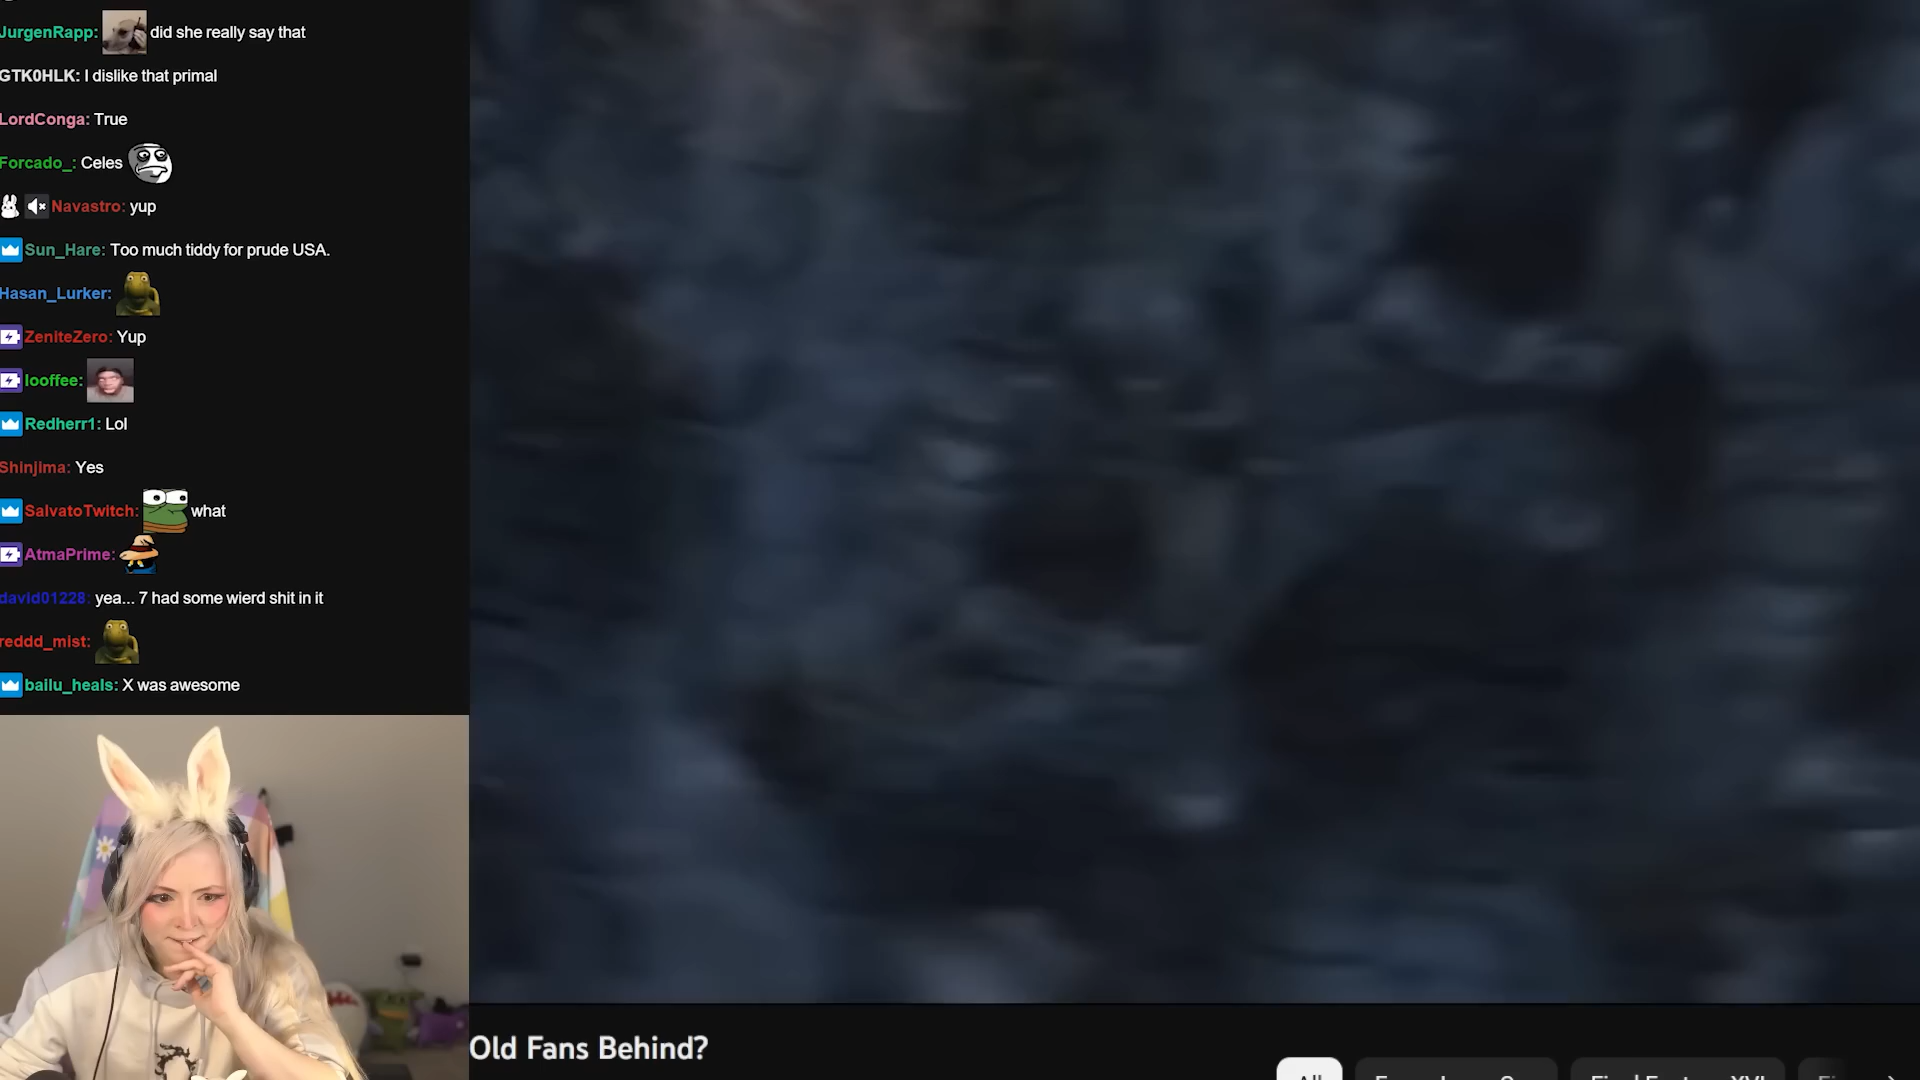 JurgenRapp: did she really say that
GTK0HLK: I dislike that primal
LordConga: True
Forcado_: Celes
Navastro: yup
Sun_Hare: Too much tiddy for prude USA.
Hasan_Lurker:
ZeniteZero: Yup
looffee:
Redherr1: Lol
Shinjima: Yes
SalvatoTwitch: what
AtmaPrime:
david01228: yea... 7 had some wierd shit in it
reddd_mist:
bailu_heals: X was awesome
Old Fans Behind?
All